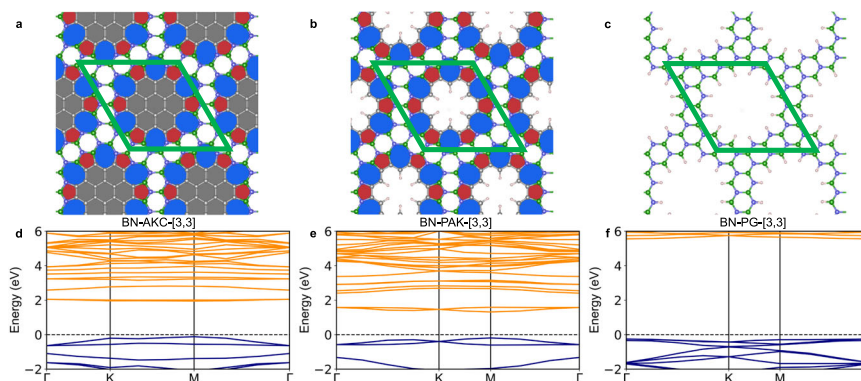 a
b
c
BN-AKC-[3,3]
BN-PAK-[3,3]
BN-PG-[3,3]
d
e
f
Energy (eV)
6
4
2
0
−2
Γ K M Γ
Energy (eV)
6
4
2
0
−2
Γ K M Γ
Energy (eV)
6
4
2
0
−2
Γ K M Γ